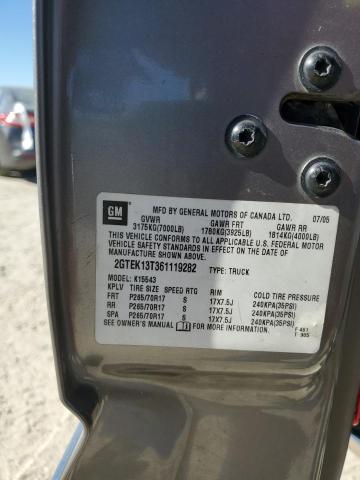 GM
MFD BY GENERAL MOTORS OF CANADA LTD. 07/05
GVWR GAWR FRT GAWR RR
3175KG(7000LB) 1780KG(3925LB) 1814KG(4000LB)
THIS VEHICLE CONFORMS TO ALL APPLICABLE U.S. FEDERAL MOTOR
VEHICLE SAFETY STANDARDS IN EFFECT ON THE DATE OF
MANUFACTURE SHOWN ABOVE.
2GTEK13T361119282 TYPE: TRUCK
MODEL: K15543
KPLV TIRE SIZE SPEED RTG RIM COLD TIRE PRESSURE
FRT P265/70R17 S 17X7.5J 240KPA(35PSI)
RR P265/70R17 S 17X7.5J 240KPA(35PSI)
SPA P265/70R17 S 17X7.5J 240KPA(35PSI)
SEE OWNER'S MANUAL FOR MORE INFORMATION.